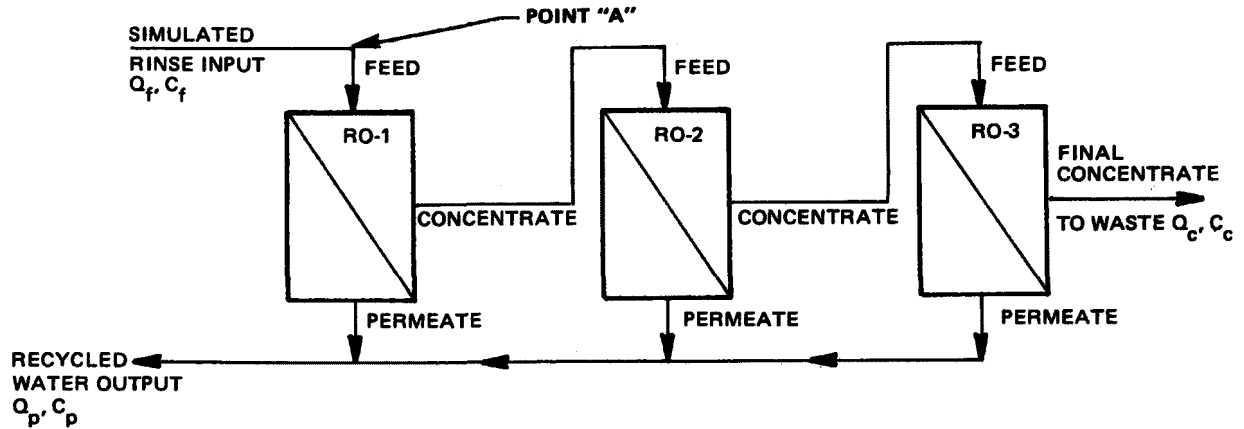 POINT "A"
SIMULATED
RINSE INPUT
Qf, Cf
FEED
RO-1
CONCENTRATE
PERMEATE
FEED
RO-2
CONCENTRATE
PERMEATE
FEED
RO-3
PERMEATE
FINAL
CONCENTRATE
TO WASTE Qc, Cc
RECYCLED
WATER OUTPUT
Qp, Cp